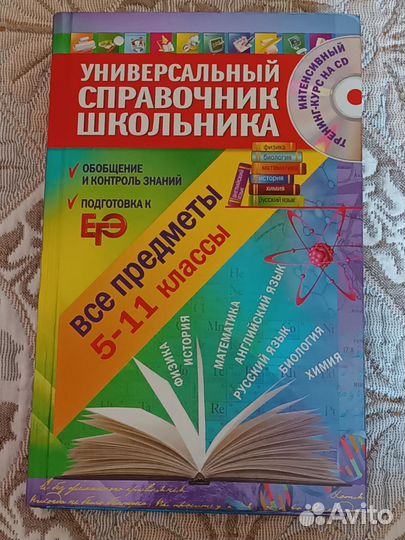 УНИВЕРСАЛЬНЫЙ
СПРАВОЧНИК
ШКОЛЬНИКА
ИНТЕНСИВНЫЙ
ТРЕНИНГ-КУРС НА CD
ОБОБЩЕНИЕ
И КОНТРОЛЬ ЗНАНИЙ
ПОДГОТОВКА К
ЕГЭ
физика
биология
математика
история
химия
русский язык
все предметы
5-11 классы
ФИЗИКА
ИСТОРИЯ
МАТЕМАТИКА
АНГЛИЙСКИЙ ЯЗЫК
РУССКИЙ ЯЗЫК
БИОЛОГИЯ
ХИМИЯ
Avito